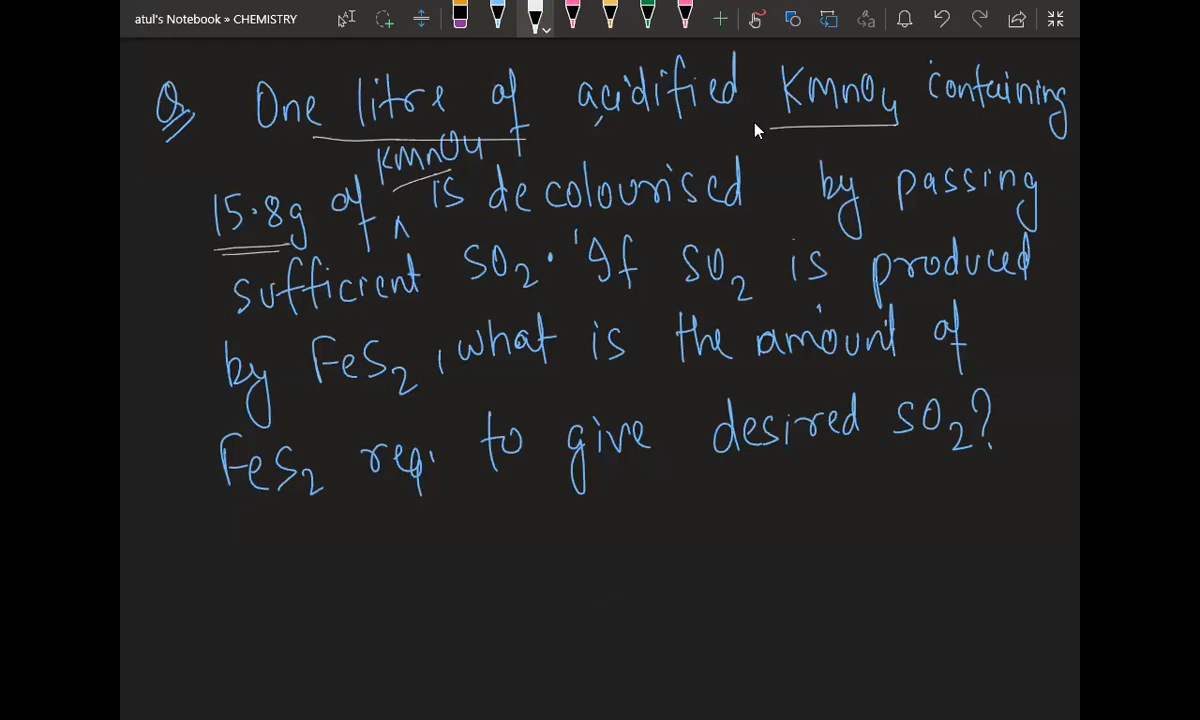 atul's Notebook » CHEMISTRY
Q. One litre of acidified KMnO4 containing
KMnO4
15.8g of ^ is decolourised by passing
sufficient SO2. If SO2 is produced
by FeS2, what is the amount of
FeS2 req. to give desired SO2?